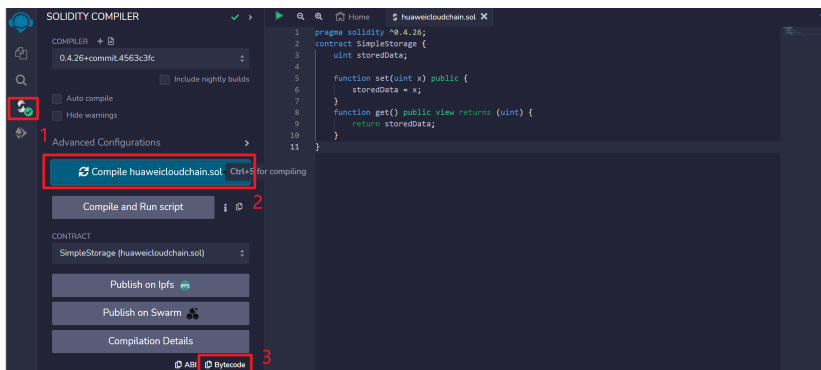 SOLIDITY COMPILER
COMPILER
0.4.26+commit.4563c3fc
Include nightly builds
Auto compile
Hide warnings
1
Advanced Configurations
Compile huaweicloudchain.sol
Ctrl+S for compiling
Compile and Run script
2
CONTRACT
SimpleStorage (huaweicloudchain.sol)
Publish on Ipfs
Publish on Swarm
Compilation Details
ABI
Bytecode
3
Home
huaweicloudchain.sol
1 pragma solidity ^0.4.26;
2 contract SimpleStorage {
3 uint storedData;
4
5 function set(uint x) public {
6 storedData = x;
7 }
8 function get() public view returns (uint) {
9 return storedData;
10 }
11 }